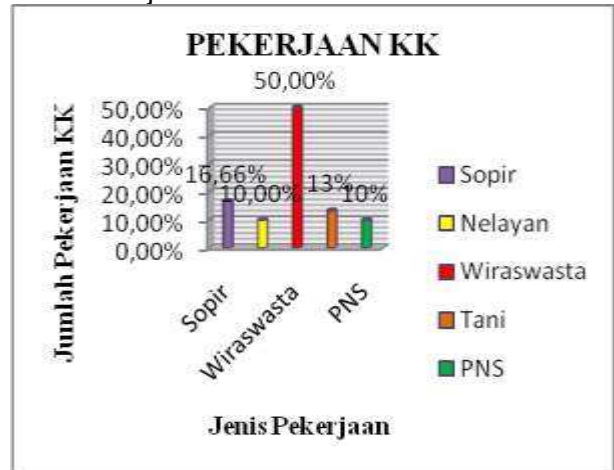 PEKERJAAN KK
50,00%
50,00%
40,00%
30,00%
20,00%
10,00%
0,00%
16,66%
10,00%
13%
10%
Jumlah Pekerjaan KK
Sopir
Wiraswasta
PNS
Jenis Pekerjaan
Sopir
Nelayan
Wiraswasta
Tani
PNS